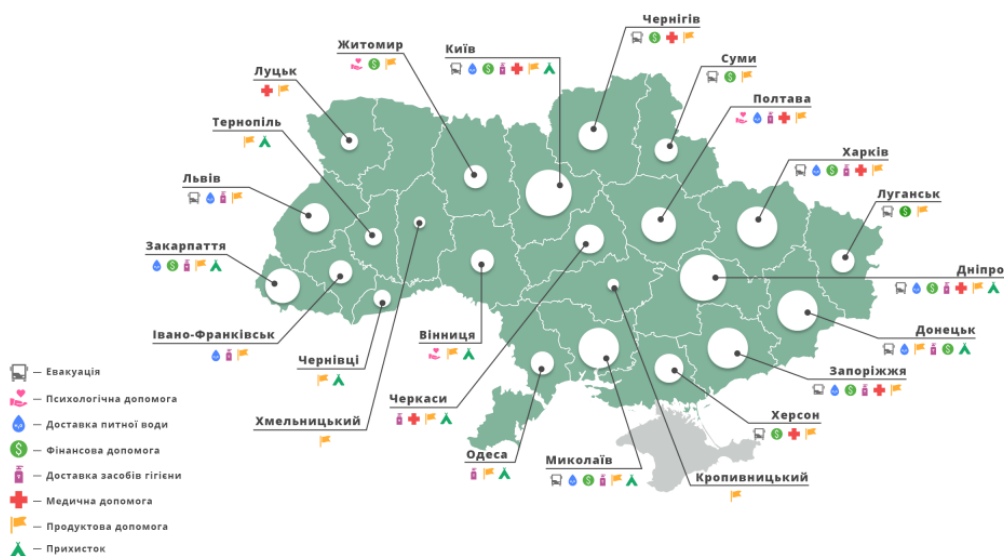 Чернігів
Житомир
Київ
Суми
Луцьк
Полтава
Тернопіль
Харків
Львів
Луганськ
Закарпаття
Дніпро
Івано-Франківськ
Вінниця
Донецьк
Чернівці
Запоріжжя
Черкаси
Хмельницький
Херсон
Одеса
Миколаїв
Кропивницький
— Евакуація
— Психологічна допомога
— Доставка питної води
— Фінансова допомога
— Доставка засобів гігієни
— Медична допомога
— Продуктова допомога
— Прихисток